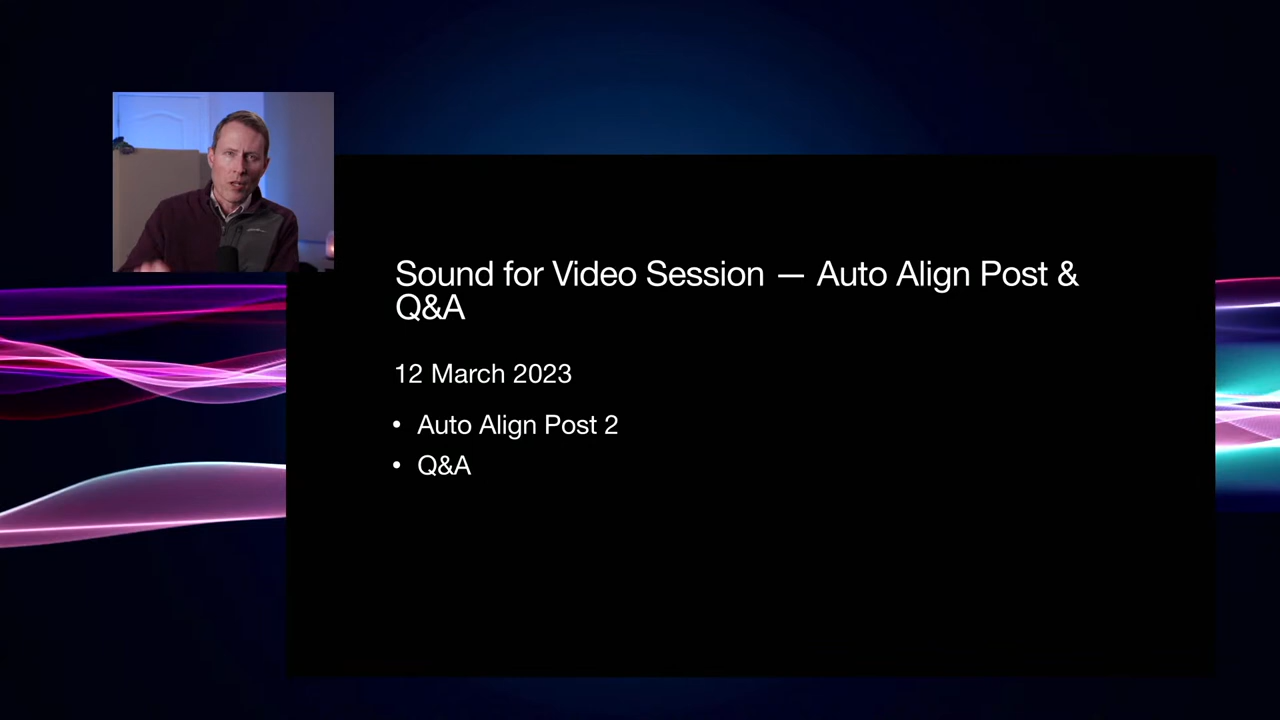 Sound for Video Session — Auto Align Post &
Q&A
12 March 2023
• Auto Align Post 2
• Q&A